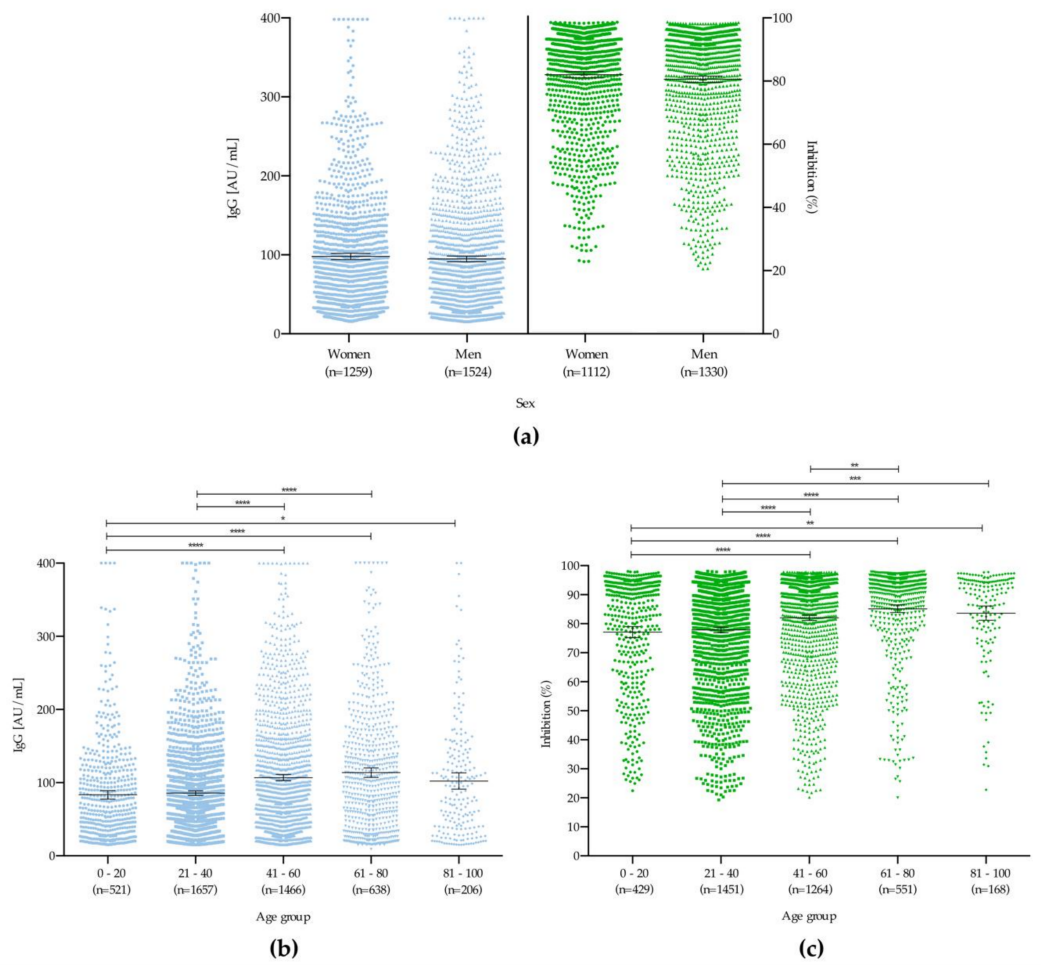 400
300
200
100
0
IgG [AU / mL]
100
80
60
40
20
0
Inhibition (%)
Women
(n=1259)
Men
(n=1524)
Women
(n=1112)
Men
(n=1330)
Sex
(a)
****
****
*
****
****
400
300
200
100
0
IgG [AU / mL]
0 - 20
(n=521)
21 - 40
(n=1657)
41 - 60
(n=1466)
61 - 80
(n=638)
81 - 100
(n=206)
Age group
(b)
**
***
****
****
**
****
****
100
90
80
70
60
50
40
30
20
10
0
Inhibition (%)
0 - 20
(n=429)
21 - 40
(n=1451)
41 - 60
(n=1264)
61 - 80
(n=551)
81 - 100
(n=168)
Age group
(c)